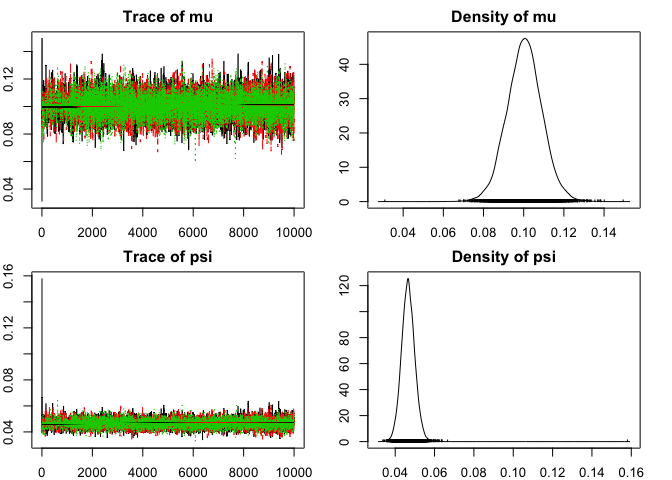 Trace of mu
0.04 0.08 0.12
0 2000 4000 6000 8000 10000
Density of mu
0 10 20 30 40
0.04 0.06 0.08 0.10 0.12 0.14
Trace of psi
0.04 0.08 0.12 0.16
0 2000 4000 6000 8000 10000
Density of psi
0 20 40 60 80 120
0.04 0.06 0.08 0.10 0.12 0.14 0.16